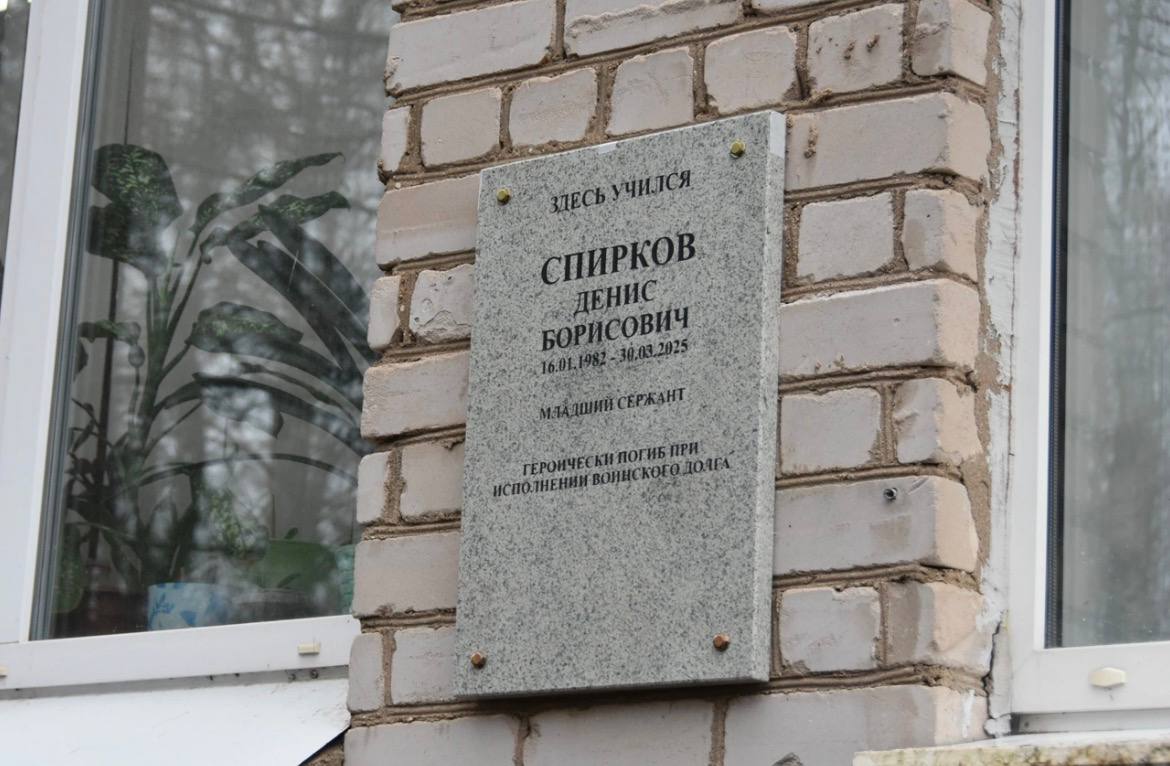 ЗДЕСЬ УЧИЛСЯ
СПИРКОВ
ДЕНИС
БОРИСОВИЧ
16.01.1982 - 30.03.2025
МЛАДШИЙ СЕРЖАНТ
ГЕРОИЧЕСКИ ПОГИБ ПРИ
ИСПОЛНЕНИИ ВОИНСКОГО ДОЛГА